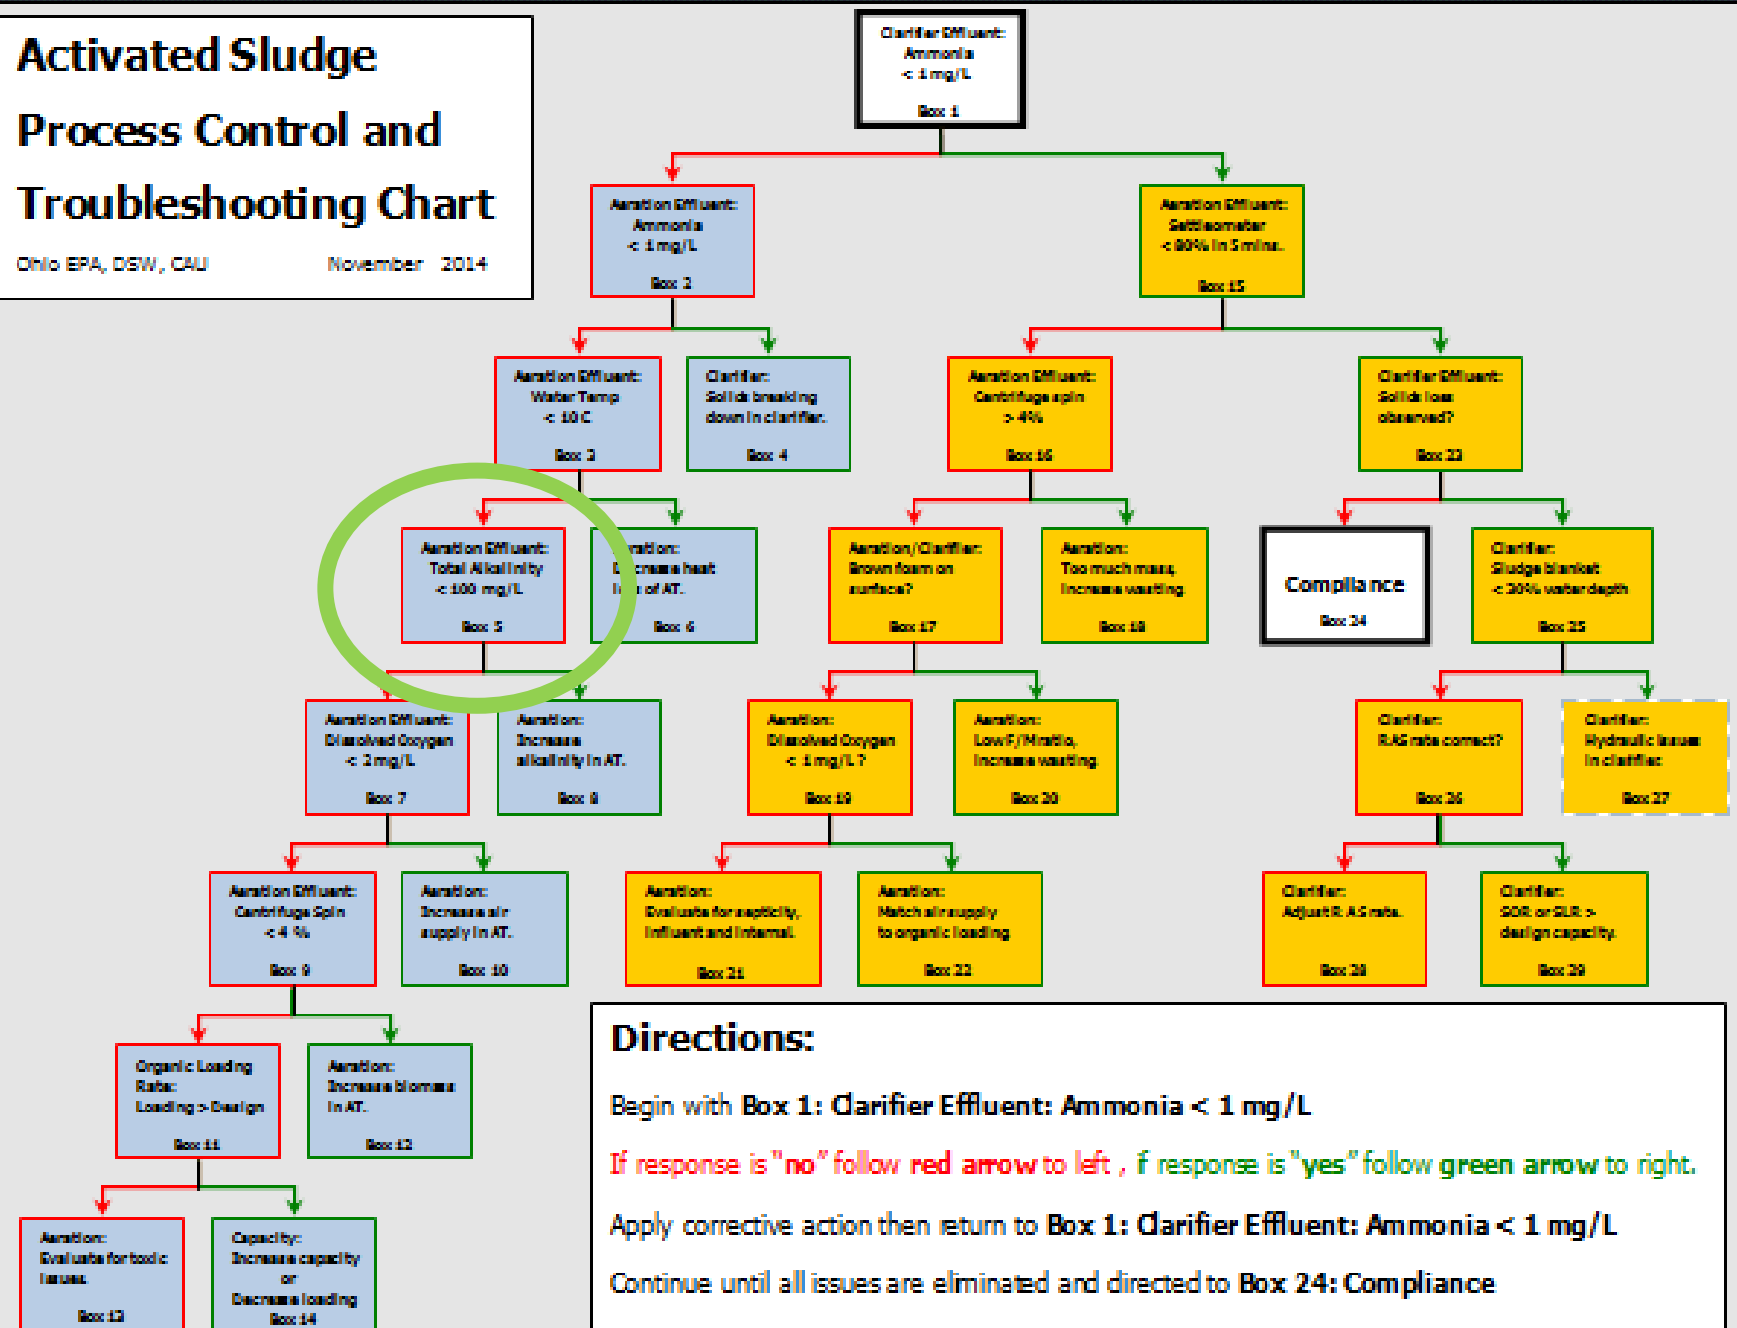 Activated Sludge
Process Control and
Troubleshooting Chart
Ohio EPA, DSW, CAU November 2014
Clarifier Effluent:
Ammonia
< 1 mg/L
Box 1
Aeration Effluent:
Ammonia
< 1 mg/L
Box 2
Aeration Effluent:
Settleometer
< 80% in 5 mins.
Box 15
Aeration Effluent:
Water Temp
< 10 C
Box 3
Clarifier:
Solids breaking
down in clarifier.
Box 4
Aeration Effluent:
Centrifuge spin
> 4%
Box 16
Clarifier Effluent:
Solids loss
observed?
Box 23
Aeration Effluent:
Total Alkalinity
< 100 mg/L
Box 5
Aeration:
Decrease heat
loss of AT.
Box 6
Aeration/Clarifier:
Brown foam on
surface?
Box 17
Aeration:
Too much mass,
increase wasting.
Box 18
Compliance
Box 24
Clarifier:
Sludge blanket
< 30% water depth
Box 25
Aeration Effluent:
Dissolved Oxygen
< 2 mg/L
Box 7
Aeration:
Increase
alkalinity in AT.
Box 8
Aeration:
Dissolved Oxygen
< 1 mg/L ?
Box 19
Aeration:
Low F/M ratio,
increase wasting.
Box 20
Clarifier:
RAS rate correct?
Box 26
Clarifier:
Hydraulic issues
in clarifier.
Box 27
Aeration Effluent:
Centrifuge Spin
< 4 %
Box 9
Aeration:
Increase air
supply in AT.
Box 10
Aeration:
Evaluate for septicity,
influent and internal.
Box 21
Aeration:
Match air supply
to organic loading
Box 22
Clarifier:
Adjust RAS rate.
Box 28
Clarifier:
SOR or SLR >
design capacity.
Box 29
Organic Loading
Rate:
Loading > Design
Box 11
Aeration:
Increase biomass
in AT.
Box 12
Aeration:
Evaluate for toxic
issues.
Box 13
Capacity:
Increase capacity
or
Decrease loading
Box 14
Directions:
Begin with Box 1: Clarifier Effluent: Ammonia < 1 mg/L
If response is "no" follow red arrow to left , f response is "yes" follow green arrow to right.
Apply corrective action then return to Box 1: Clarifier Effluent: Ammonia < 1 mg/L
Continue until all issues are eliminated and directed to Box 24: Compliance